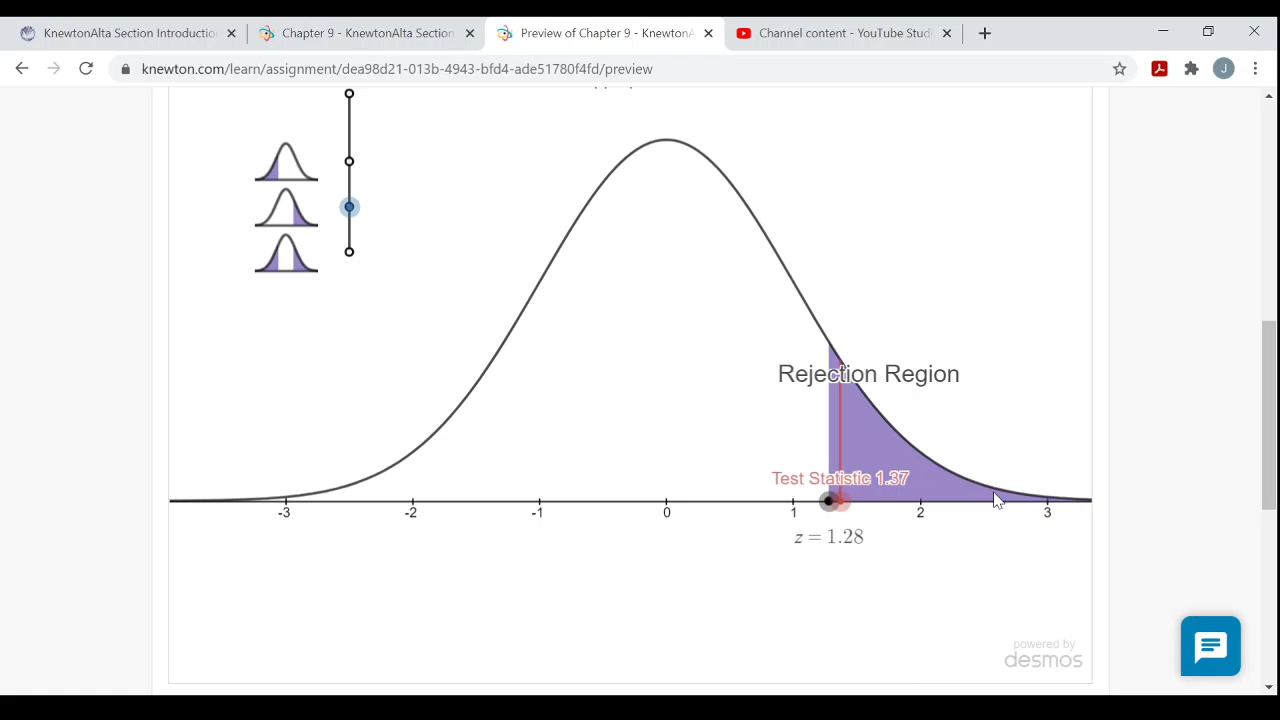 KnewtonAlta Section Introduction
Chapter 9 - KnewtonAlta Section
Preview of Chapter 9 - KnewtonA
Channel content - YouTube Studi
knewton.com/learn/assignment/dea98d21-013b-4943-bfd4-ade51780f4fd/preview
J
Rejection Region
Test Statistic 1.37
-3 -2 -1 0 1 2 3
z = 1.28
powered by
desmos